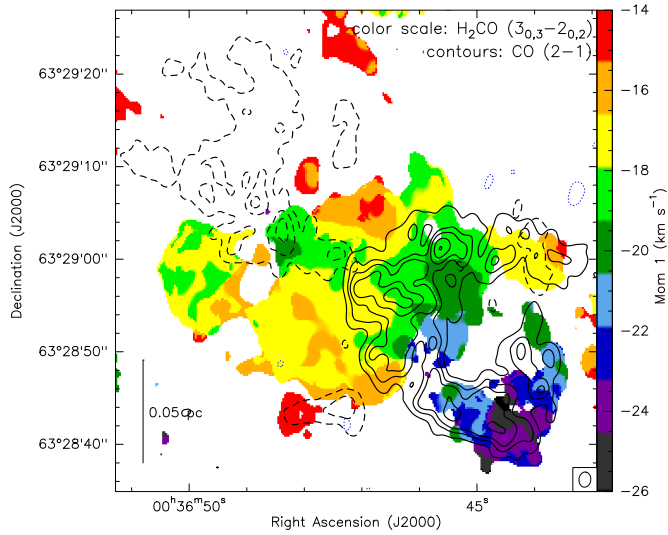 color scale: H₂CO (3₀,₃−2₀,₂)
contours: CO (2−1)
63°29'20''
63°29'10''
63°29'00''
63°28'50''
63°28'40''
Declination (J2000)
0.05 pc
00ʰ36ᵐ50ˢ
45ˢ
Right Ascension (J2000)
−14
−16
−18
−20
−22
−24
−26
Mom 1 (km s⁻¹)